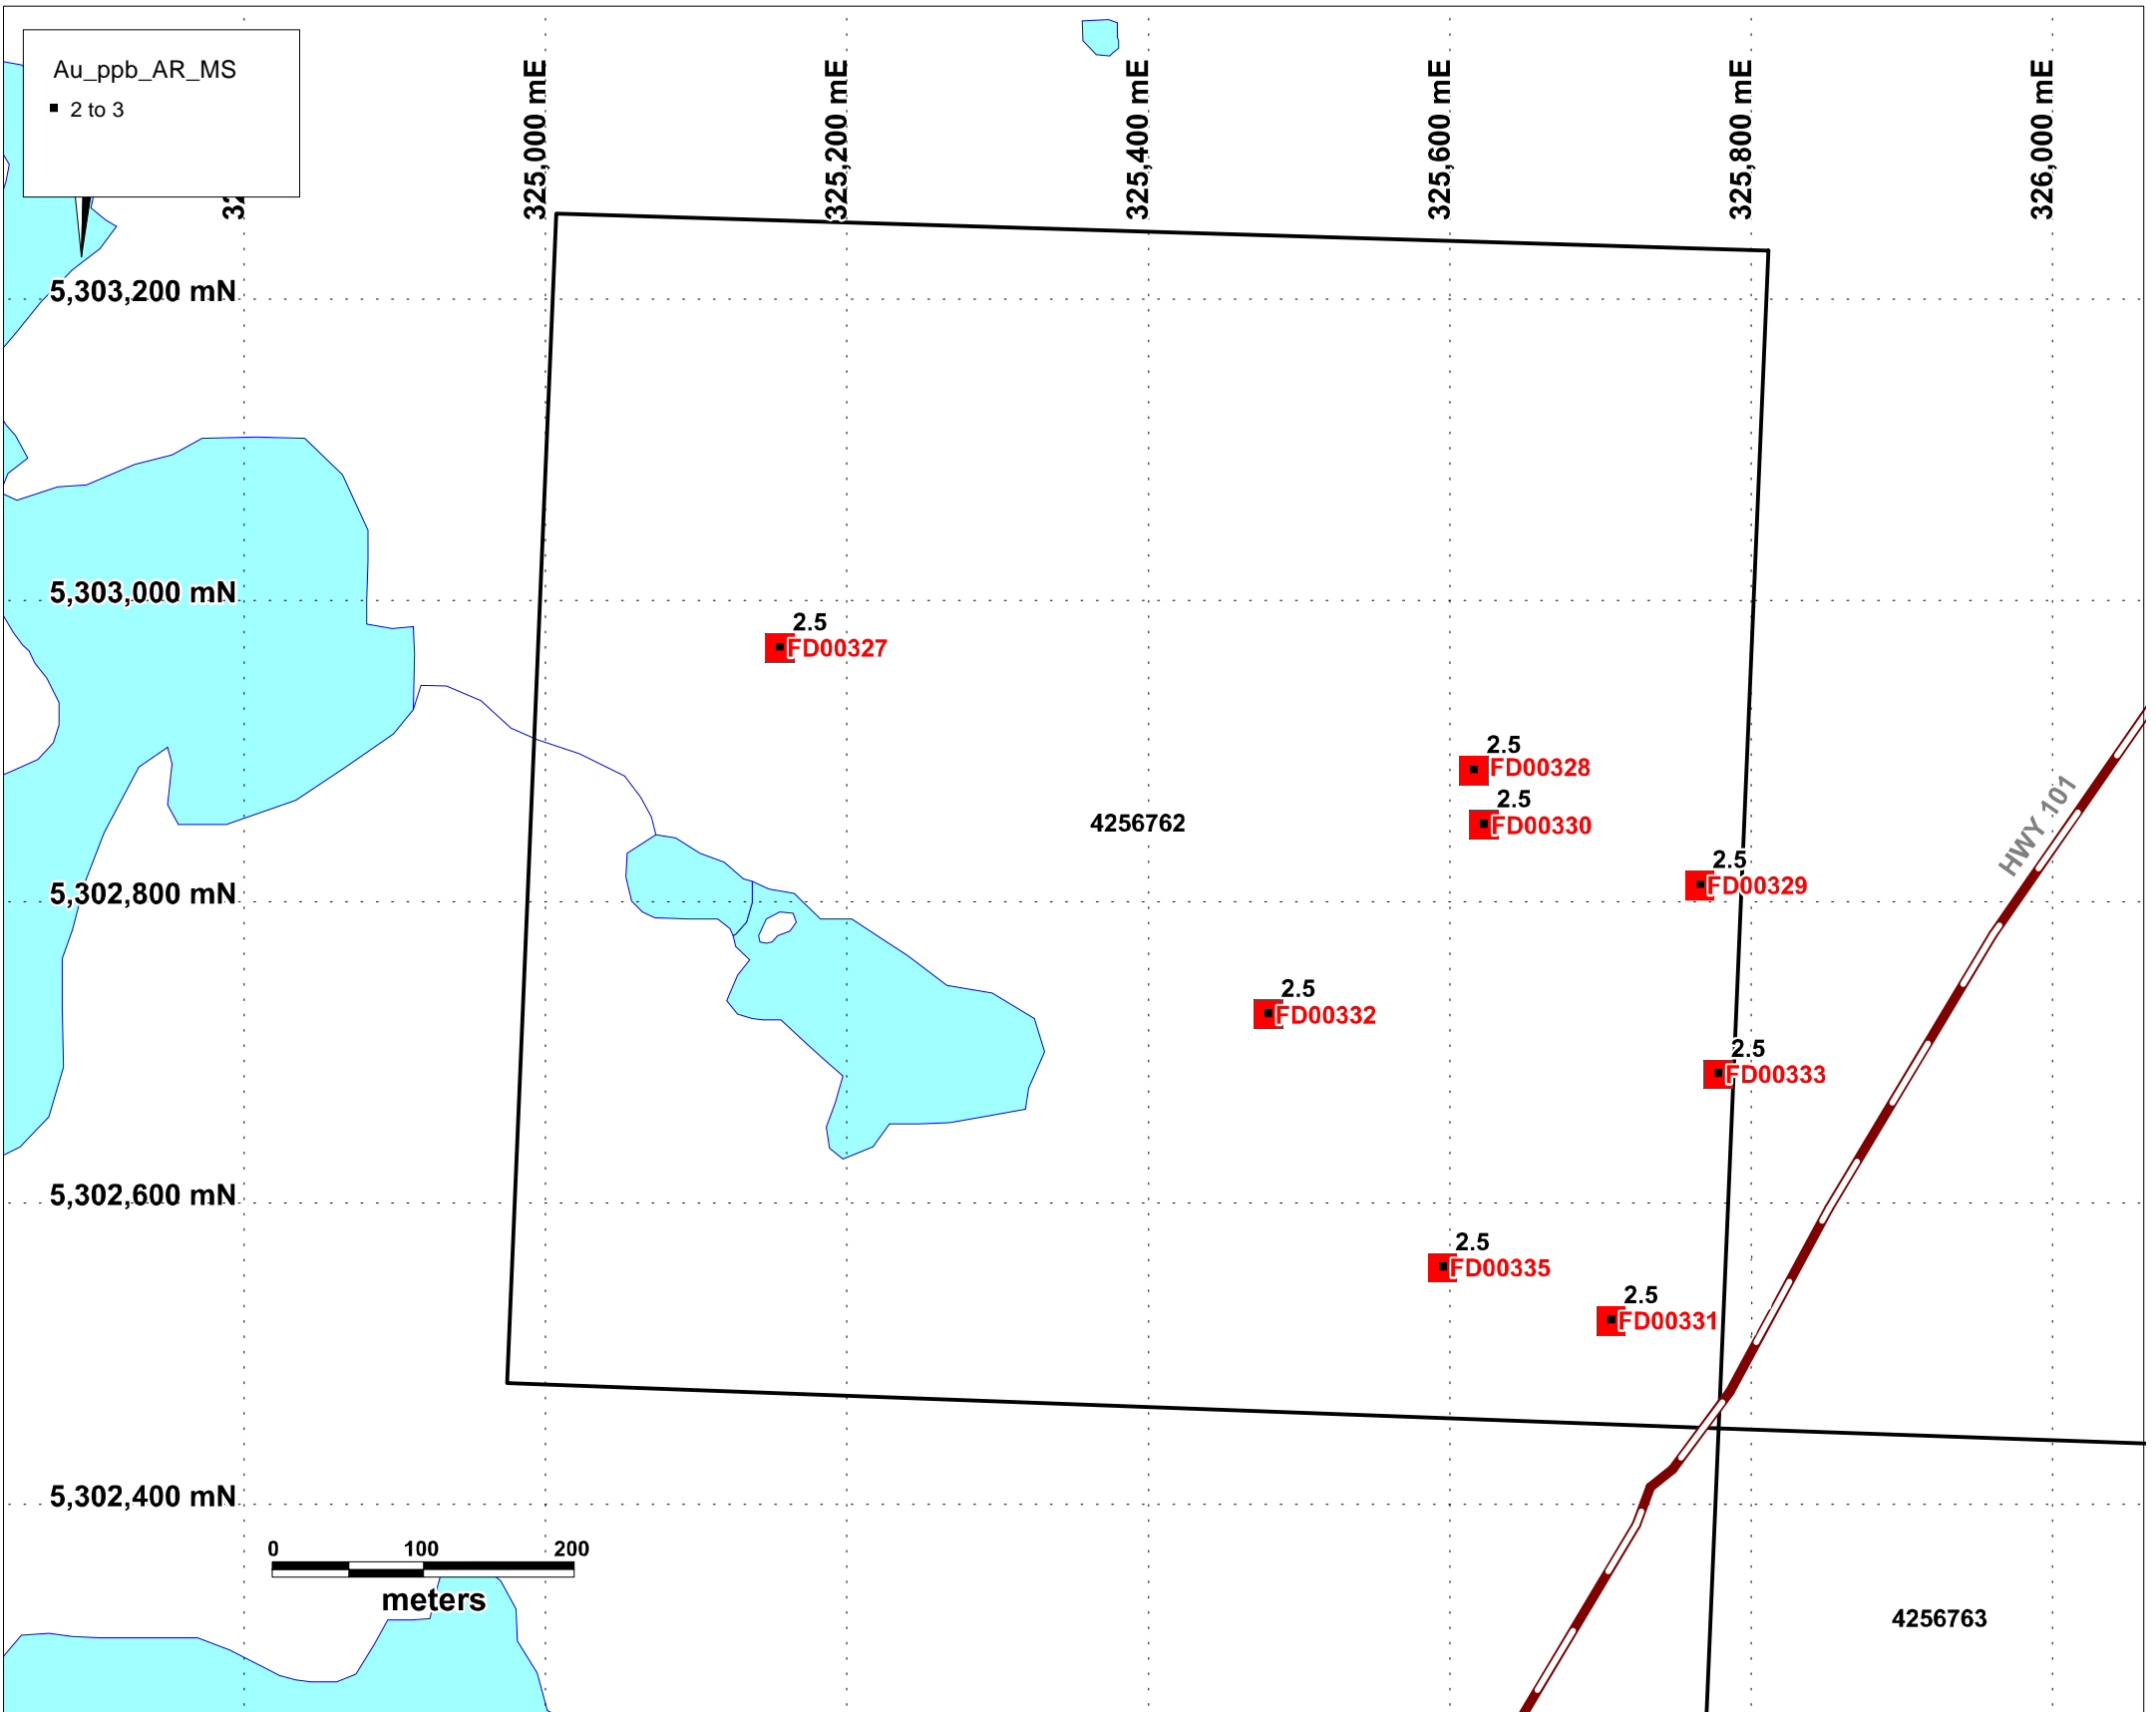 Au_ppb_AR_MS
2 to 3
325,000 mE
325,200 mE
325,400 mE
325,600 mE
325,800 mE
326,000 mE
5,303,200 mN
5,303,000 mN
2.5
FD00327
2.5
FD00328
2.5
FD00330
4256762
HWY 101
2.5
FD00329
5,302,800 mN
2.5
FD00332
2.5
FD00333
5,302,600 mN
2.5
FD00335
2.5
FD00331
5,302,400 mN
0 100 200
meters
4256763